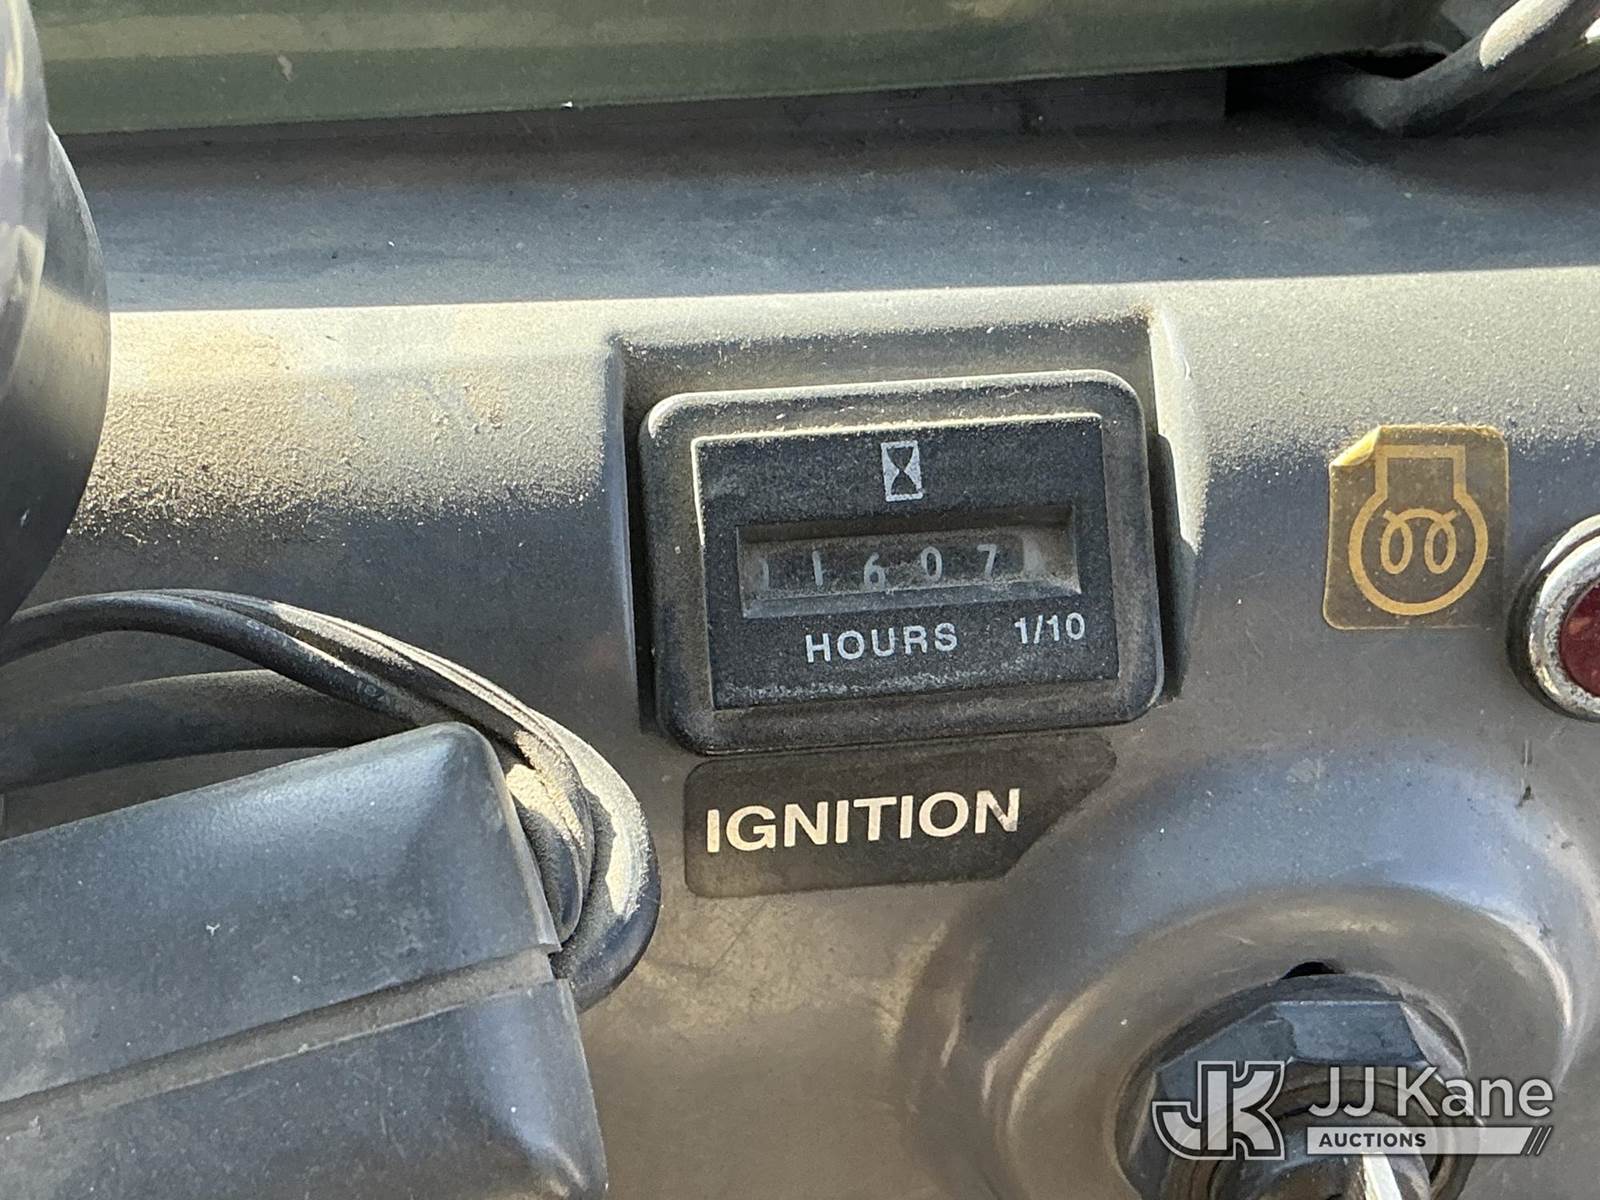 1607
HOURS 1/10
IGNITION
JJ Kane
AUCTIONS